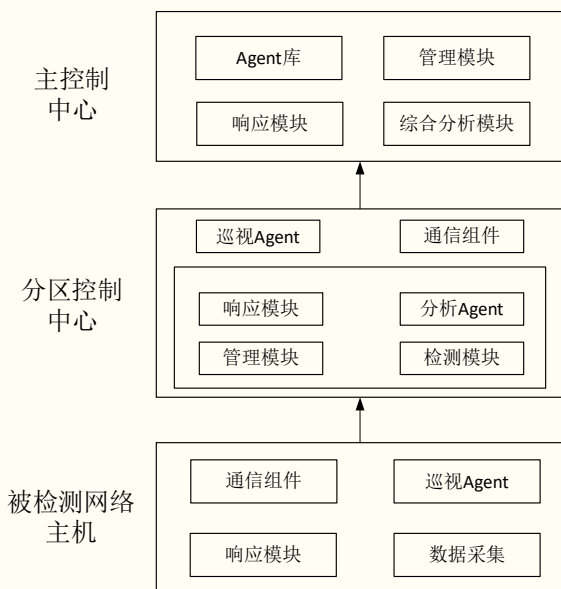 主控制
中心
Agent库
管理模块
响应模块
综合分析模块
分区控制
中心
巡视Agent
通信组件
响应模块
分析Agent
管理模块
检测模块
被检测网络
主机
通信组件
巡视Agent
响应模块
数据采集